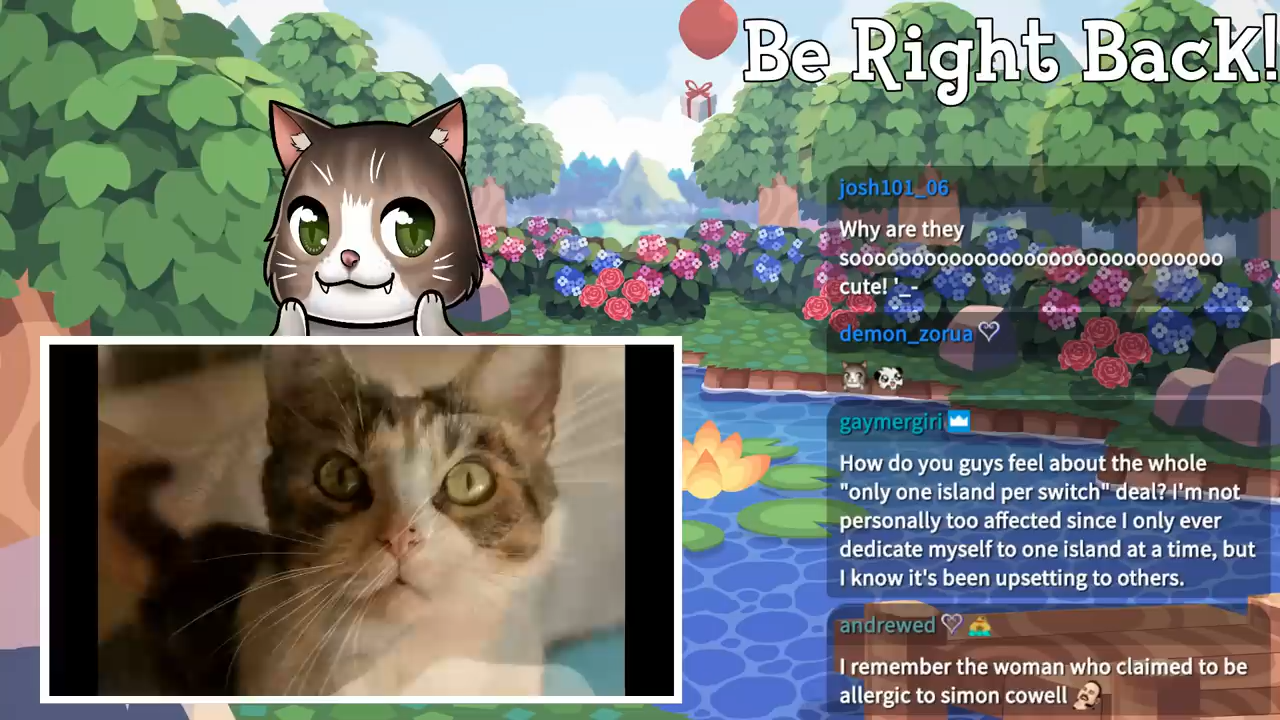 Be Right Back!
josh101_06
Why are they
sooooooooooooooooooooooooooooooo
cute! '_-
demon_zorua
gaymergiri
How do you guys feel about the whole
"only one island per switch" deal? I'm not
personally too affected since I only ever
dedicate myself to one island at a time, but
I know it's been upsetting to others.
andrewed
I remember the woman who claimed to be
allergic to simon cowell